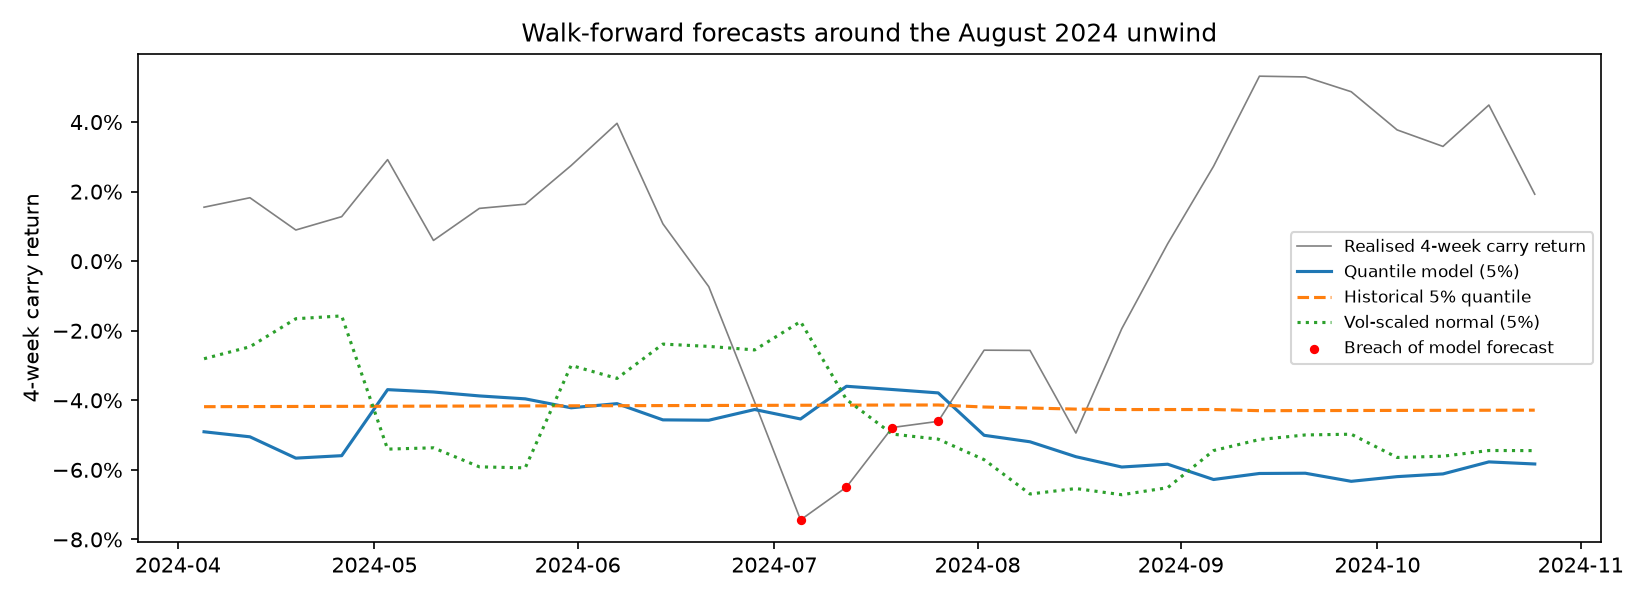 Walk-forward forecasts around the August 2024 unwind
4-week carry return
4.0%
2.0%
0.0%
−2.0%
−4.0%
−6.0%
−8.0%
Realised 4-week carry return
Quantile model (5%)
Historical 5% quantile
Vol-scaled normal (5%)
Breach of model forecast
2024-04
2024-05
2024-06
2024-07
2024-08
2024-09
2024-10
2024-11